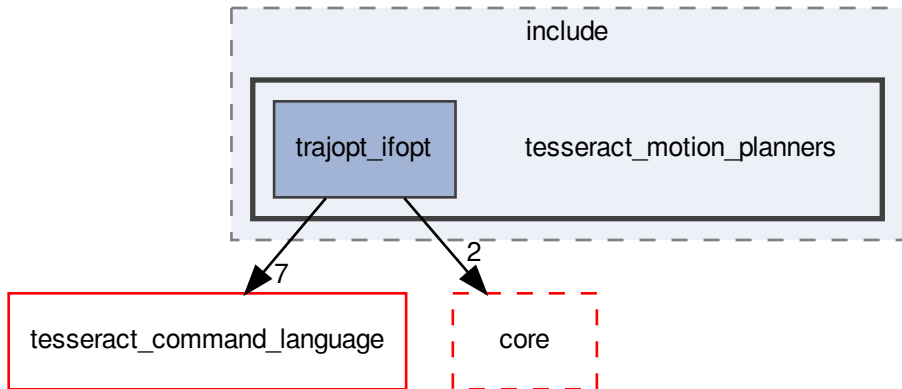 include
trajopt_ifopt
tesseract_motion_planners
7
2
tesseract_command_language
core